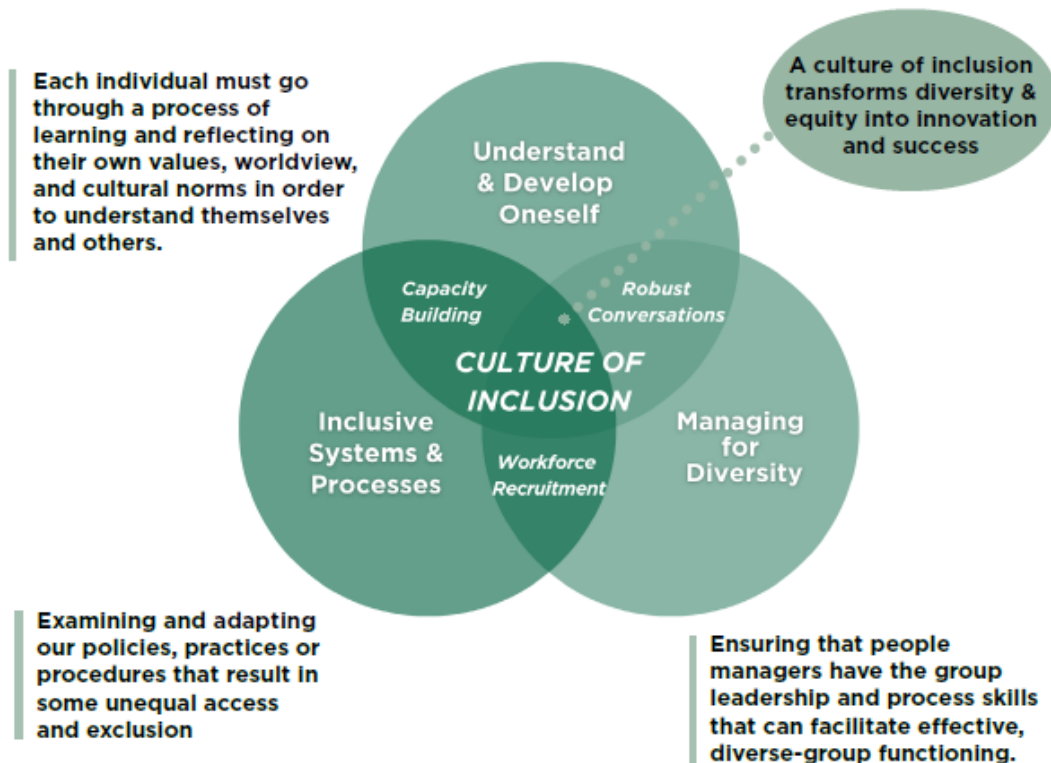 Each individual must go
through a process of
learning and reflecting on
their own values, worldview,
and cultural norms in order
to understand themselves
and others.
A culture of inclusion
transforms diversity &
equity into innovation
and success
Understand
& Develop
Oneself
Capacity
Building
Robust
Conversations
CULTURE OF
INCLUSION
Inclusive
Systems &
Processes
Managing
for
Diversity
Workforce
Recruitment
Examining and adapting
our policies, practices or
procedures that result in
some unequal access
and exclusion
Ensuring that people
managers have the group
leadership and process skills
that can facilitate effective,
diverse-group functioning.